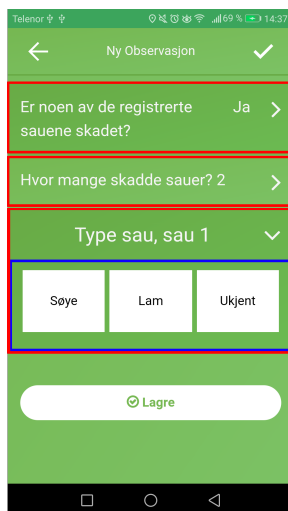 Telenor 69 % 14:37
Ny Observasjon
Er noen av de registrerte Ja
sauene skadet?
Hvor mange skadde sauer? 2
Type sau, sau 1
Søye Lam Ukjent
Lagre